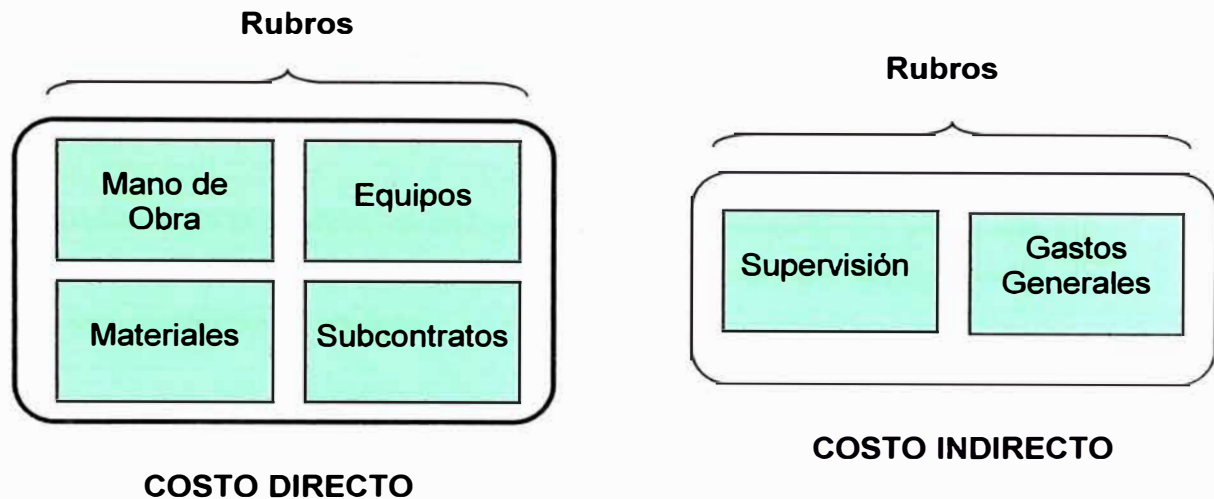 Rubros
Mano de
Obra
Equipos
Materiales
Subcontratos
COSTO DIRECTO
Rubros
Supervisión
Gastos
Generales
COSTO INDIRECTO